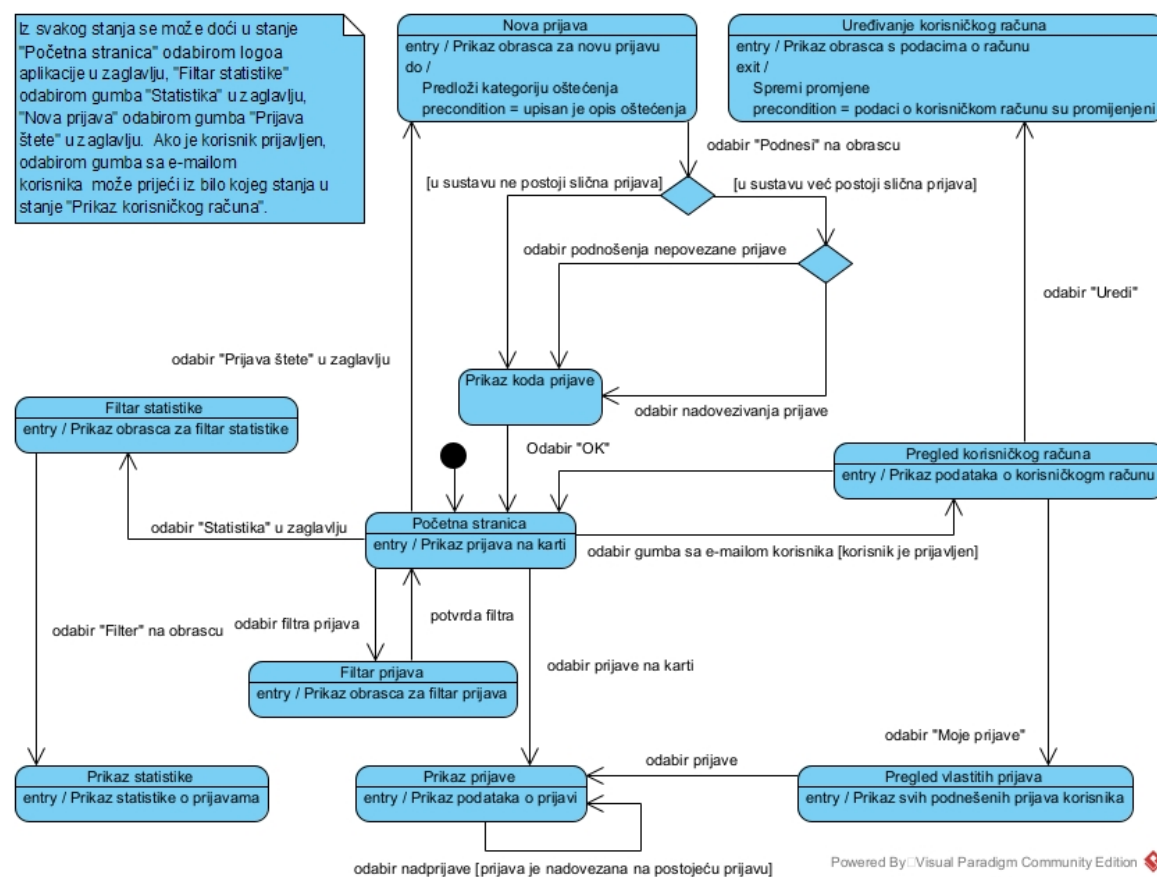 Iz svakog stanja se može doći u stanje
"Početna stranica" odabirom logoa
aplikacije u zaglavlju, "Filtar statistike"
odabirom gumba "Statistika" u zaglavlju,
"Nova prijava" odabirom gumba "Prijava
štete" u zaglavlju. Ako je korisnik prijavljen,
odabirom gumba sa e-mailom
korisnika može prijeći iz bilo kojeg stanja u
stanje "Prikaz korisničkog računa".
Nova prijava
entry / Prikaz obrasca za novu prijavu
do /
Predloži kategoriju oštećenja
precondition = upisan je opis oštećenja
Uređivanje korisničkog računa
entry / Prikaz obrasca s podacima o računu
exit /
Spremi promjene
precondition = podaci o korisničkom računu su promijenjeni
odabir "Podnesi" na obrascu
[u sustavu ne postoji slična prijava]
[u sustavu već postoji slična prijava]
odabir podnošenja nepovezane prijave
odabir "Uredi"
odabir "Prijava štete" u zaglavlju
Prikaz koda prijave
odabir nadovezivanja prijave
Filtar statistike
entry / Prikaz obrasca za filtar statistike
Odabir "OK"
Pregled korisničkog računa
entry / Prikaz podataka o korisničkogm računu
odabir "Statistika" u zaglavlju
Početna stranica
entry / Prikaz prijava na karti
odabir gumba sa e-mailom korisnika [korisnik je prijavljen]
odabir "Filter" na obrascu
odabir filtra prijava
potvrda filtra
odabir prijave na karti
Filtar prijava
entry / Prikaz obrasca za filtar prijava
odabir "Moje prijave"
Prikaz statistike
entry / Prikaz statistike o prijavama
Prikaz prijave
entry / Prikaz podataka o prijavi
odabir prijave
Pregled vlastitih prijava
entry / Prikaz svih podnešenih prijava korisnika
odabir nadprijave [prijava je nadovezana na postojeću prijavu]
Powered By Visual Paradigm Community Edition